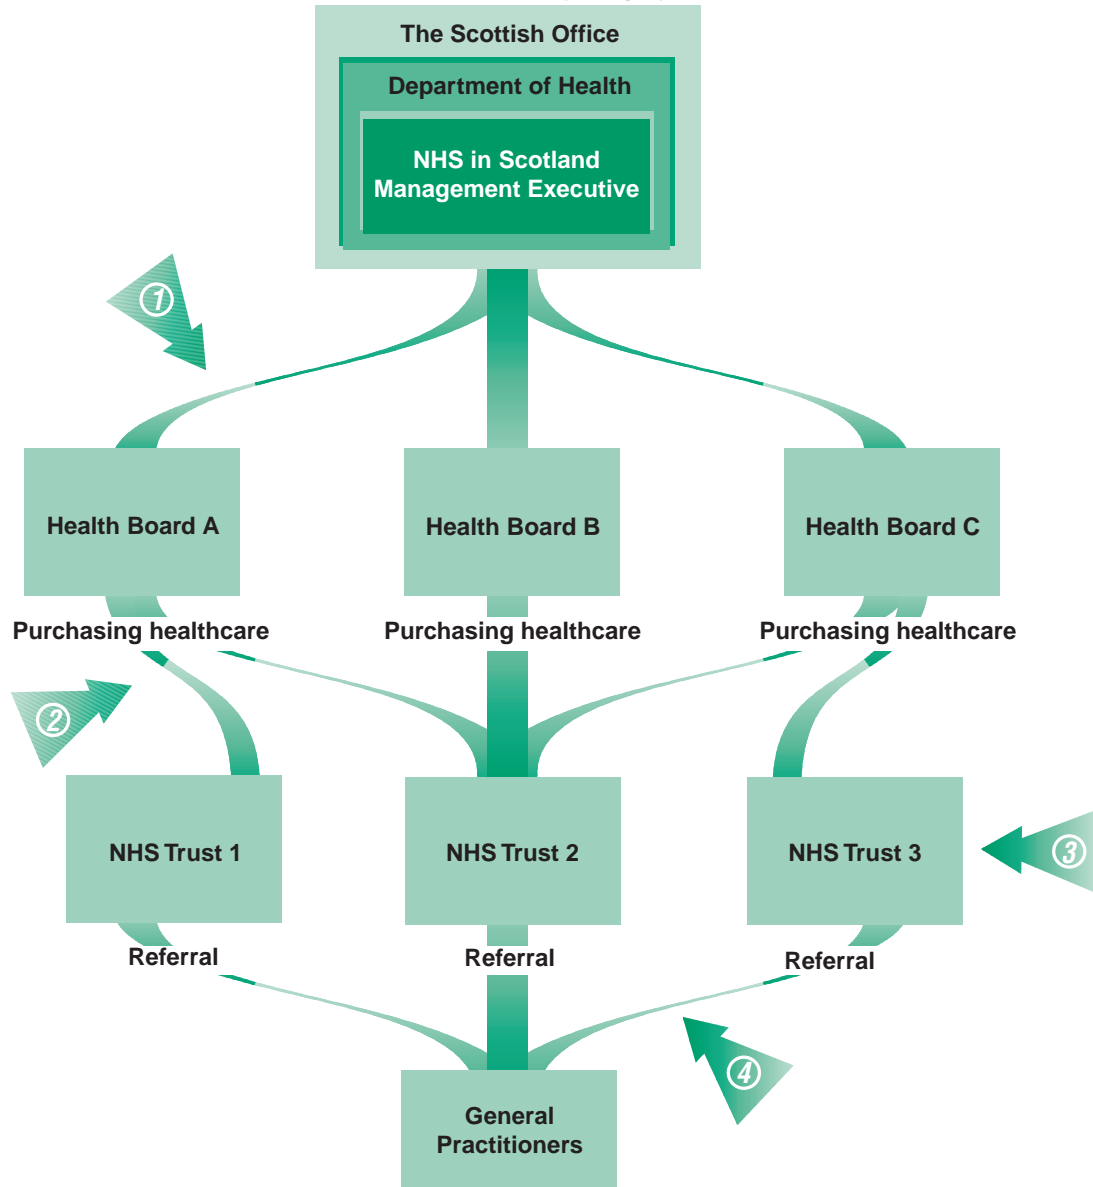 The Scottish Office
Department of Health
NHS in Scotland
Management Executive
1
Health Board A
Health Board B
Health Board C
Purchasing healthcare
Purchasing healthcare
Purchasing healthcare
2
NHS Trust 1
NHS Trust 2
NHS Trust 3
3
Referral
Referral
Referral
4
General
Practitioners